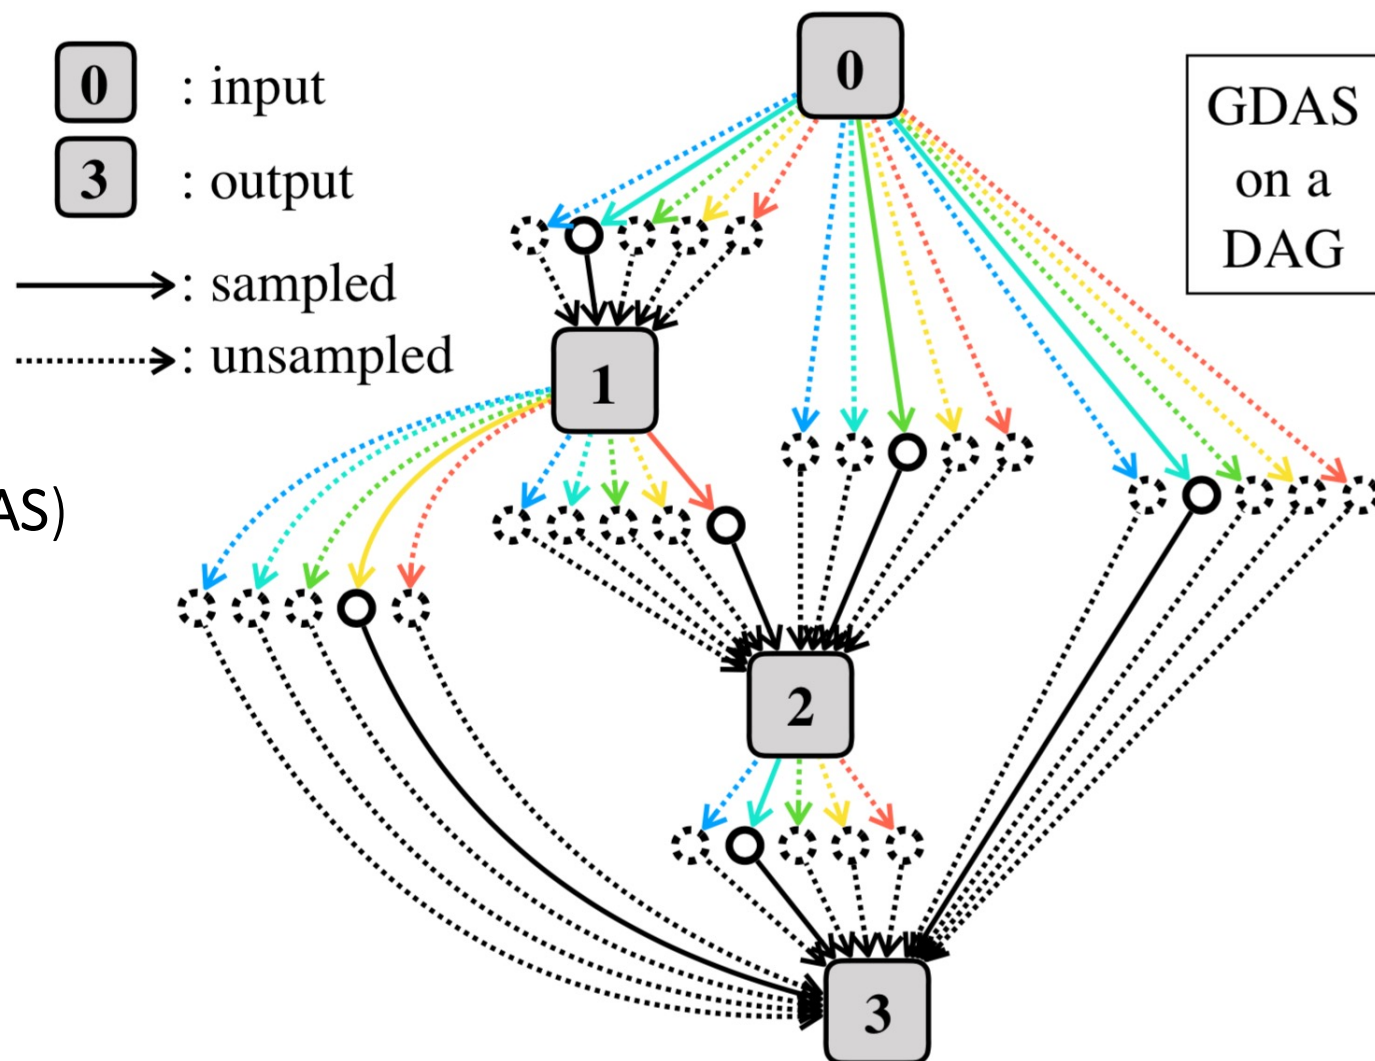 0 : input
3 : output
: sampled
: unsampled
AS)
0
GDAS
on a
DAG
1
2
3